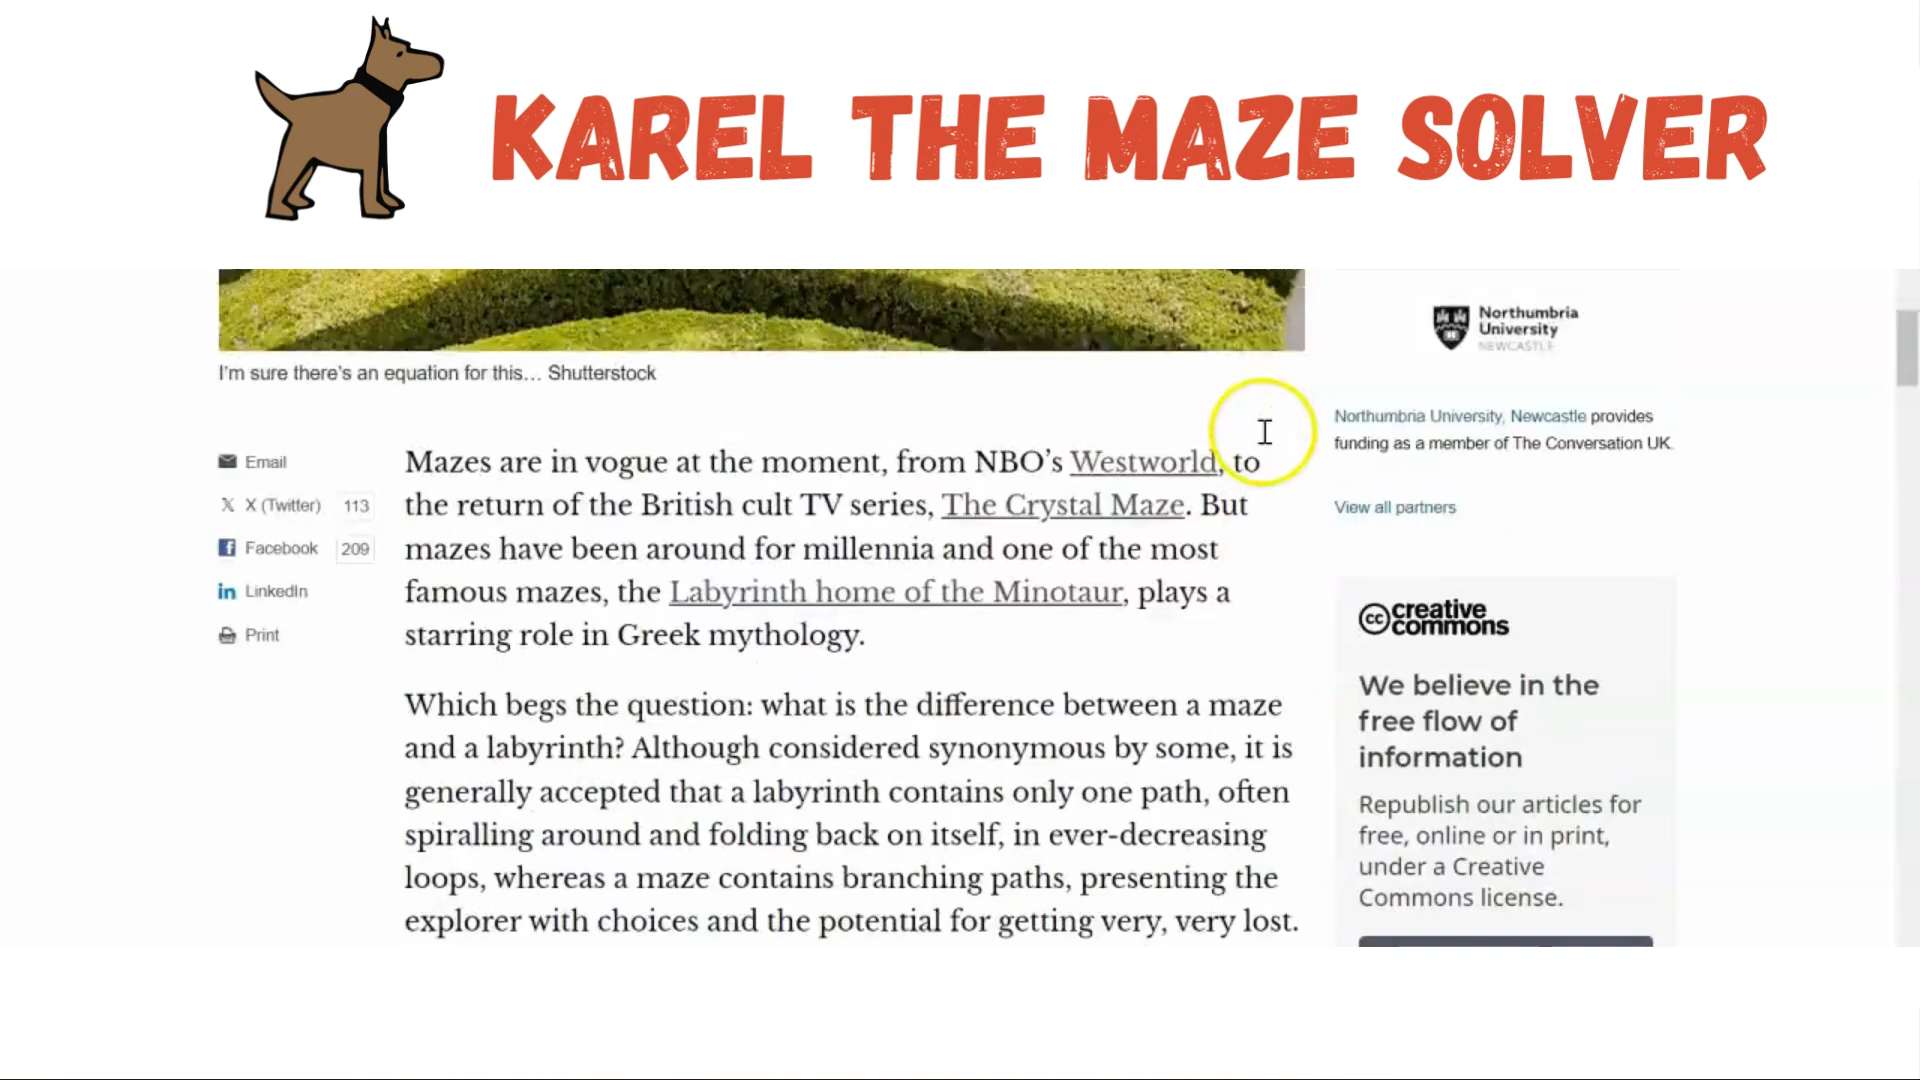 KAREL THE MAZE SOLVER
Northumbria
University
NEWCASTLE
I'm sure there's an equation for this... Shutterstock
Northumbria University, Newcastle provides
funding as a member of The Conversation UK.
View all partners
Email
X (Twitter) 113
Facebook 209
LinkedIn
Print
Mazes are in vogue at the moment, from NBO's Westworld, to
the return of the British cult TV series, The Crystal Maze. But
mazes have been around for millennia and one of the most
famous mazes, the Labyrinth home of the Minotaur, plays a
starring role in Greek mythology.
Which begs the question: what is the difference between a maze
and a labyrinth? Although considered synonymous by some, it is
generally accepted that a labyrinth contains only one path, often
spiralling around and folding back on itself, in ever-decreasing
loops, whereas a maze contains branching paths, presenting the
explorer with choices and the potential for getting very, very lost.
cc creative
commons
We believe in the
free flow of
information
Republish our articles for
free, online or in print,
under a Creative
Commons license.